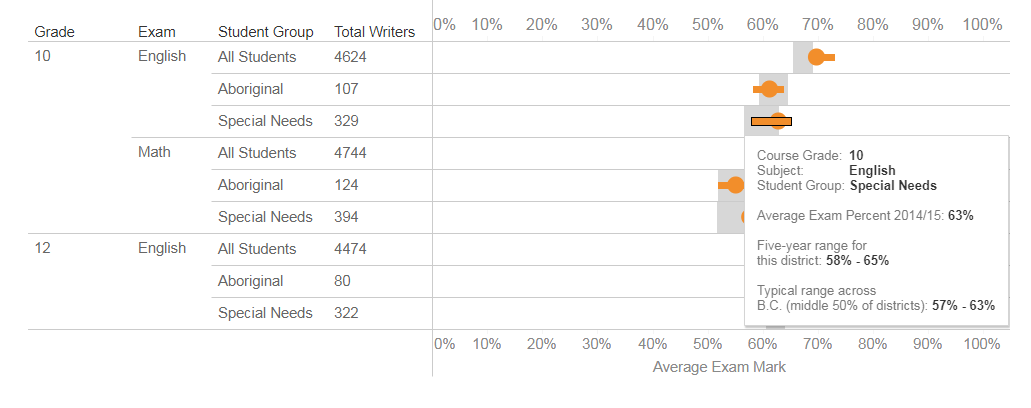 0% 10% 20% 30% 40% 50% 60% 70% 80% 90% 100%
Grade Exam Student Group Total Writers
10 English All Students 4624
Aboriginal 107
Special Needs 329
Math All Students 4744
Aboriginal 124
Special Needs 394
12 English All Students 4474
Aboriginal 80
Special Needs 322
Course Grade: 10
Subject: English
Student Group: Special Needs
Average Exam Percent 2014/15: 63%
Five-year range for
this district: 58% - 65%
Typical range across
B.C. (middle 50% of districts): 57% - 63%
0% 10% 20% 30% 40% 50% 60% 70% 80% 90% 100%
Average Exam Mark